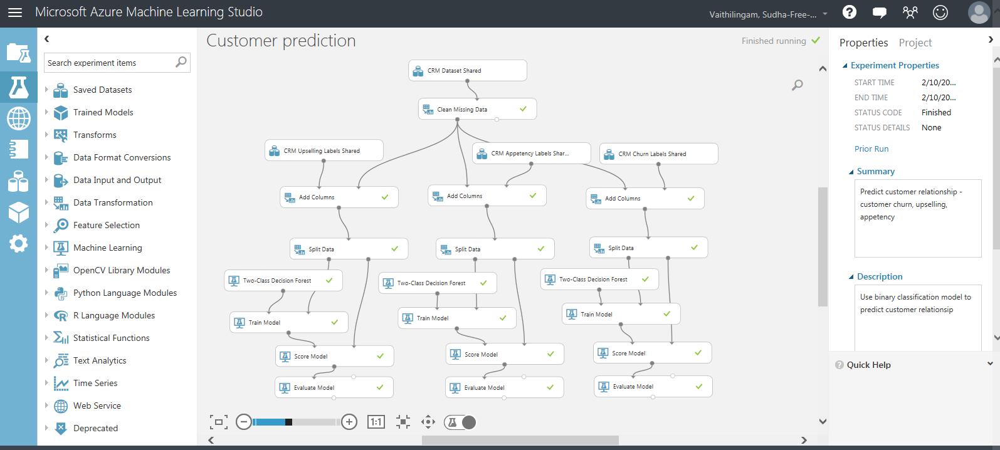 Microsoft Azure Machine Learning Studio
Vaithilingam, Sudha-Free-...
Search experiment items
Saved Datasets
Trained Models
Transforms
Data Format Conversions
Data Input and Output
Data Transformation
Feature Selection
Machine Learning
OpenCV Library Modules
Python Language Modules
R Language Modules
Statistical Functions
Text Analytics
Time Series
Web Service
Deprecated
Customer prediction
Finished running
CRM Dataset Shared
Clean Missing Data
CRM Upselling Labels Shared
CRM Appetency Labels Shar...
CRM Churn Labels Shared
Add Columns
Add Columns
Add Columns
Split Data
Split Data
Split Data
Two-Class Decision Forest
Two-Class Decision Forest
Two-Class Decision Forest
Train Model
Train Model
Train Model
Score Model
Score Model
Score Model
Evaluate Model
Evaluate Model
Evaluate Model
1:1
Properties Project
Experiment Properties
START TIME 2/10/20...
END TIME 2/10/20...
STATUS CODE Finished
STATUS DETAILS None
Prior Run
Summary
Predict customer relationship -
customer churn, upselling,
appetency
Description
Use binary classification model to
predict customer relationsip
Quick Help